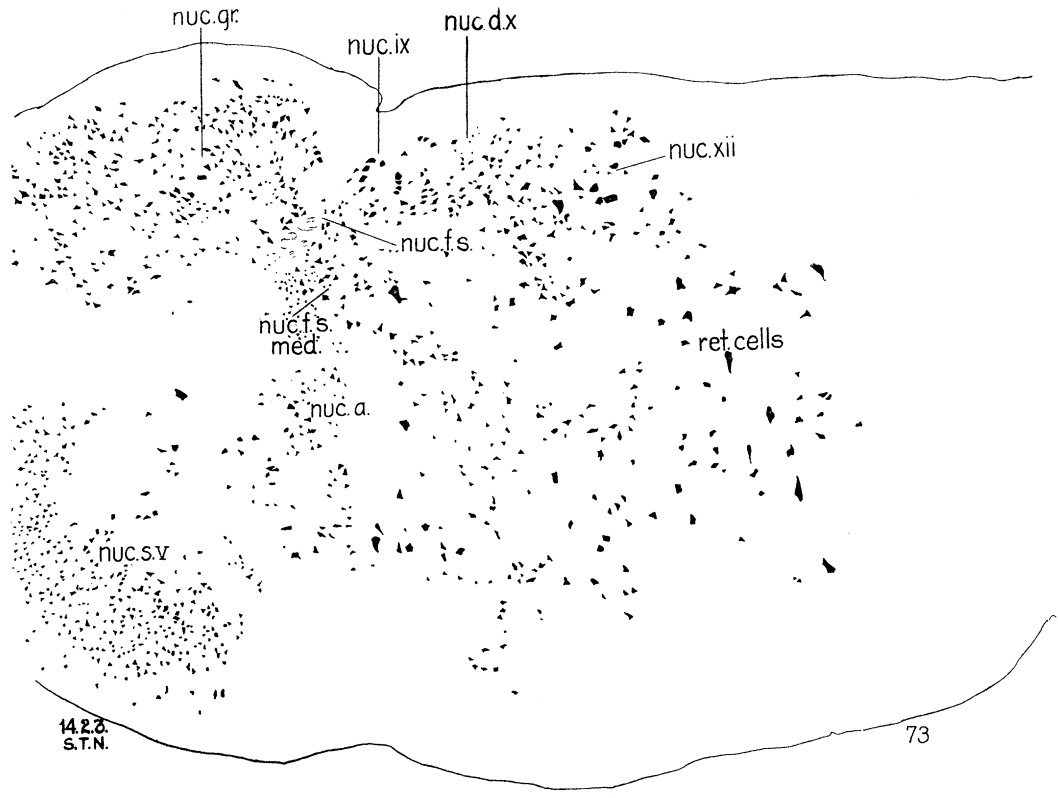 nuc.gr.
nuc.ix
nuc.d.x
nuc.xii
nuc.f.s.
nuc.f.s.
med.
ret.cells
nuc.a.
nuc.s.v
14.2.3.
S.T.N.
73